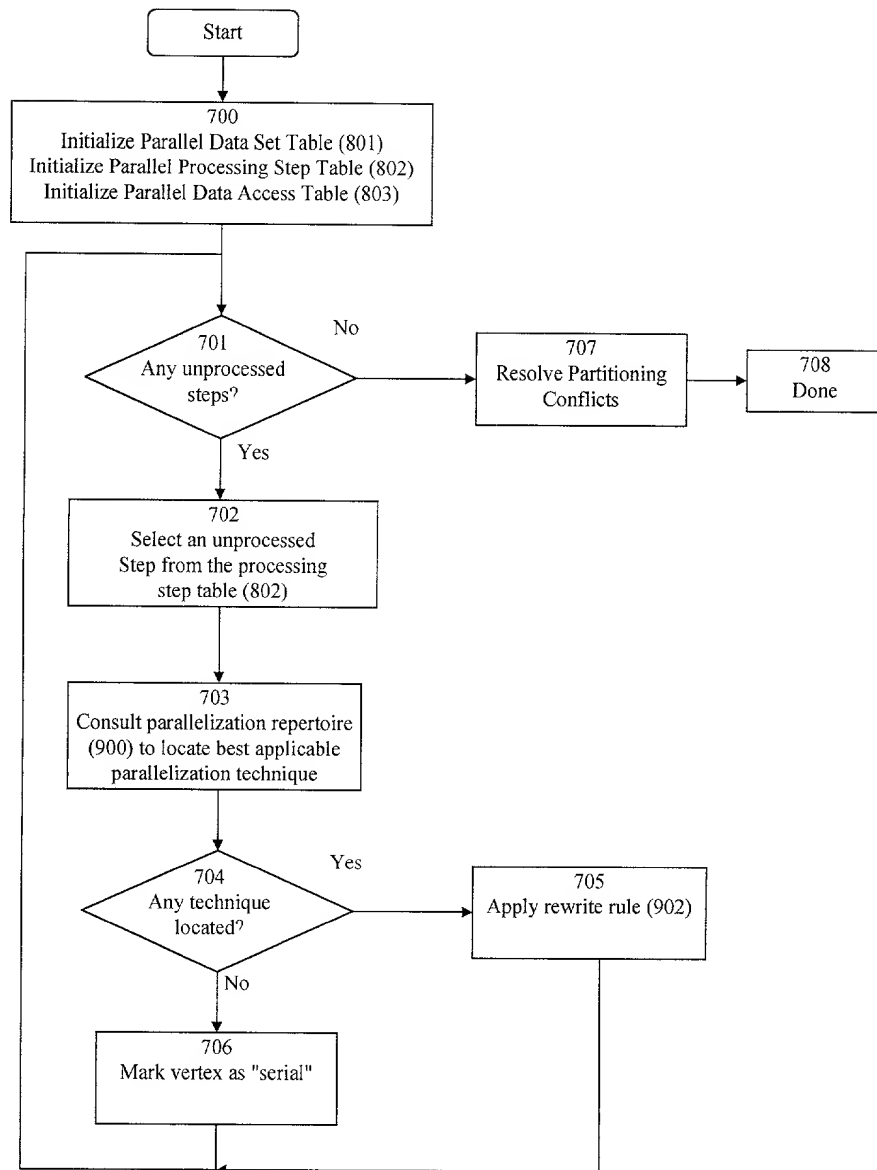 Start
700
Initialize Parallel Data Set Table (801)
Initialize Parallel Processing Step Table (802)
Initialize Parallel Data Access Table (803)
701
Any unprocessed
steps?
No
Yes
707
Resolve Partitioning
Conflicts
708
Done
702
Select an unprocessed
Step from the processing
step table (802)
703
Consult parallelization repertoire
(900) to locate best applicable
parallelization technique
704
Any technique
located?
Yes
No
705
Apply rewrite rule (902)
706
Mark vertex as "serial"